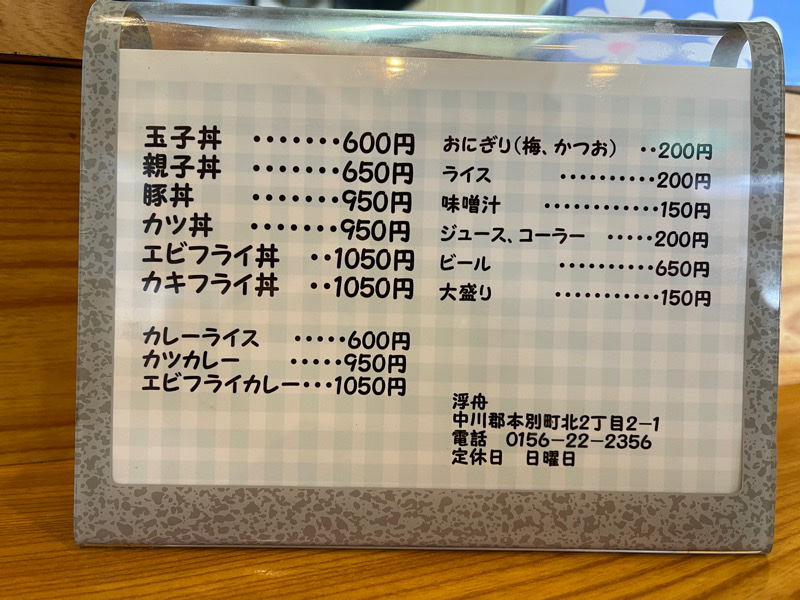 玉子丼 ・・・・・・・600円
親子丼 ・・・・・・・650円
豚丼 ・・・・・・・950円
カツ丼 ・・・・・・・950円
エビフライ丼 ・・1050円
カキフライ丼 ・・1050円
カレーライス ・・・・・600円
カツカレー ・・・・・950円
エビフライカレー・・・1050円
おにぎり(梅、かつお) ・・200円
ライス ・・・・・・・・・・200円
味噌汁 ・・・・・・・・・・・・150円
ジュース、コーラー ・・・・・200円
ビール ・・・・・・・・・・650円
大盛り ・・・・・・・・・・・150円
浮舟
中川郡本別町北2丁目2−1
電話 0156−22−2356
定休日 日曜日